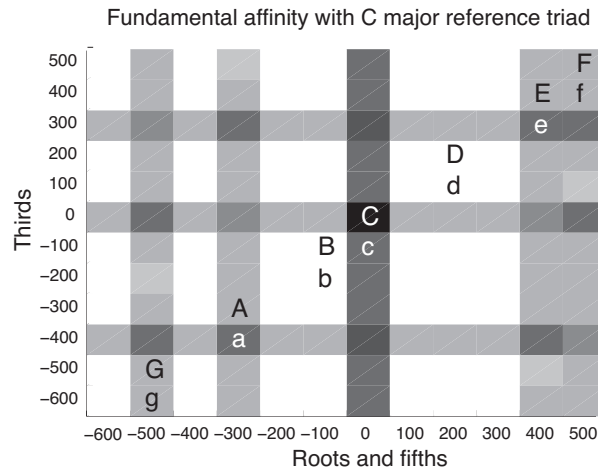 Fundamental affinity with C major reference triad
500 F
400 E f
300 e
200 D
100 d
0 C
−100 B c
−200 b
−300 A
−400 a
−500 G
−600 g
Thirds
−600 −500 −400 −300 −200 −100 0 100 200 300 400 500
Roots and fifths